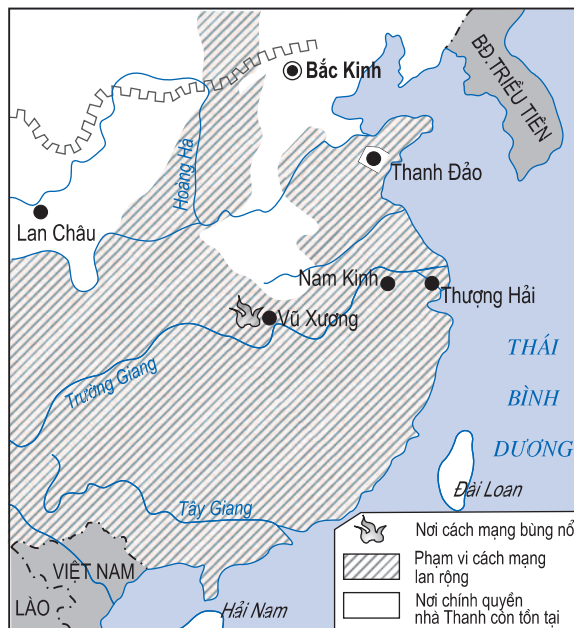 BĐ. TRIỀU TIÊN
Bắc Kinh
Hoàng Hà
Thanh Đảo
Lan Châu
Nam Kinh
Thượng Hải
Vũ Xương
Trường Giang
THÁI
BÌNH
DƯƠNG
Đài Loan
Tây Giang
VIỆT NAM
LÀO
Hải Nam
Nơi cách mạng bùng nổ
Phạm vi cách mạng
lan rộng
Nơi chính quyền
nhà Thanh còn tồn tại